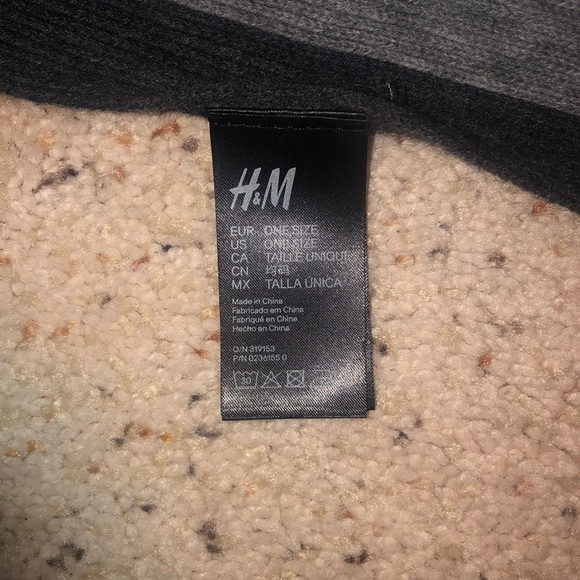 H&M
EUR ONE SIZE
US ONE SIZE
CA TAILLE UNIQUE
CN 均码
MX TALLA ÚNICA
Made in China
Fabricado em China
Fabriqué en China
Hecho en China
O/N 319153
P/N 0236155 0
30